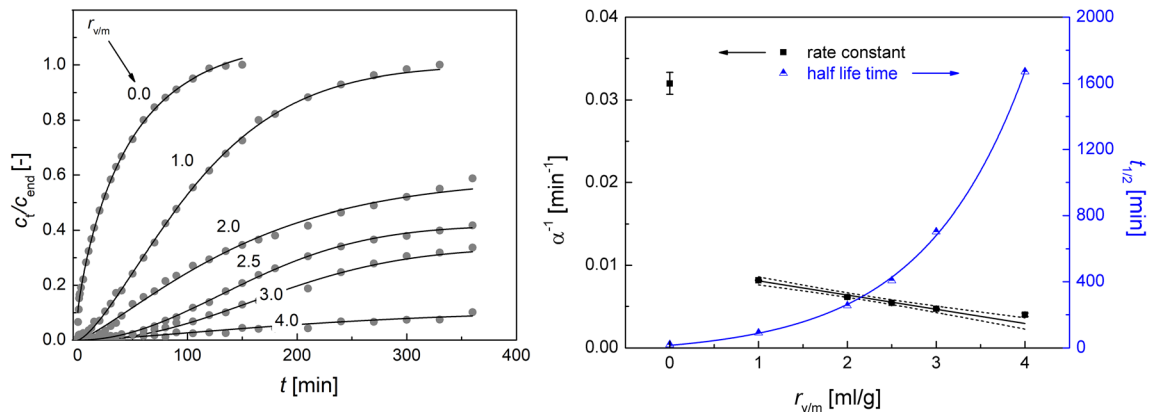 r_v/m
1.0
0.8
0.6
0.4
0.2
0.0
c_t/c_end [-]
0.0
1.0
2.0
2.5
3.0
4.0
0 100 200 300 400
t [min]
0.04
0.03
0.02
0.01
0.00
α⁻¹ [min⁻¹]
rate constant
half life time
2000
1600
1200
800
400
0
t_1/2 [min]
0 1 2 3 4
r_v/m [ml/g]